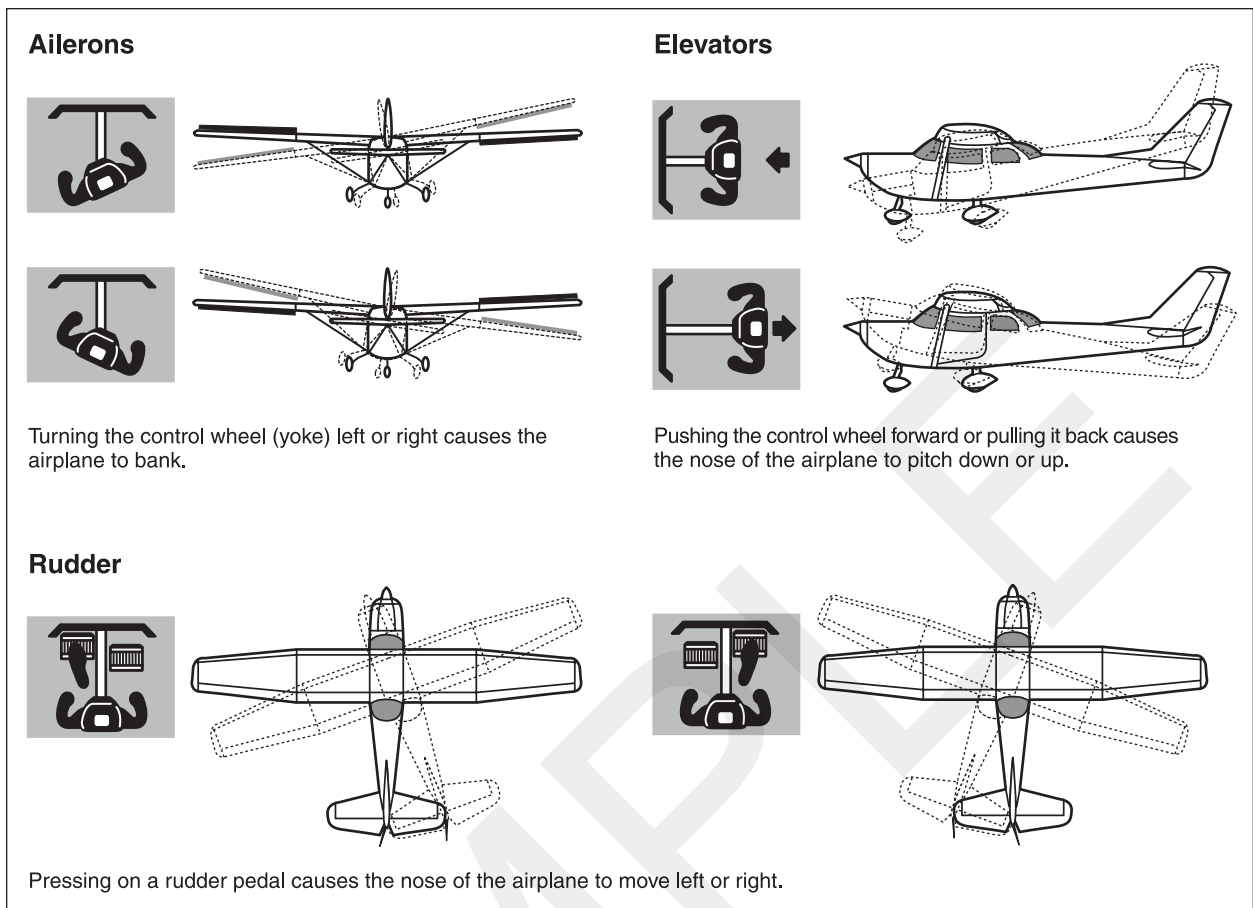 Ailerons
Elevators
Turning the control wheel (yoke) left or right causes the
airplane to bank.
Pushing the control wheel forward or pulling it back causes
the nose of the airplane to pitch down or up.
Rudder
Pressing on a rudder pedal causes the nose of the airplane to move left or right.
MPLE